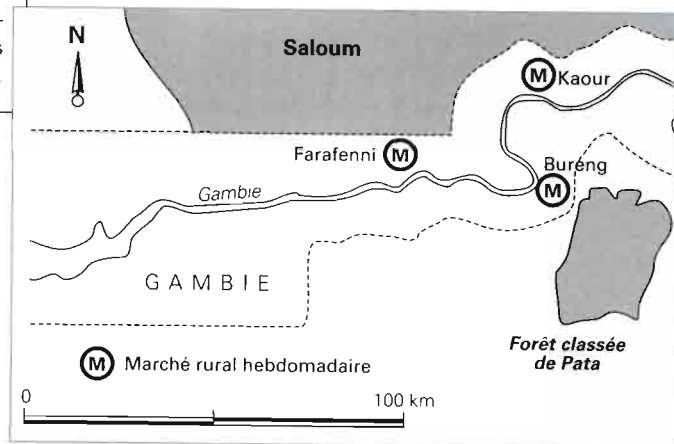 N
Saloum
M Kaour
Farafenni M
Bureng
M
Gambie
GAMBIE
Forêt classée
de Pata
M Marché rural hebdomadaire
0 100 km